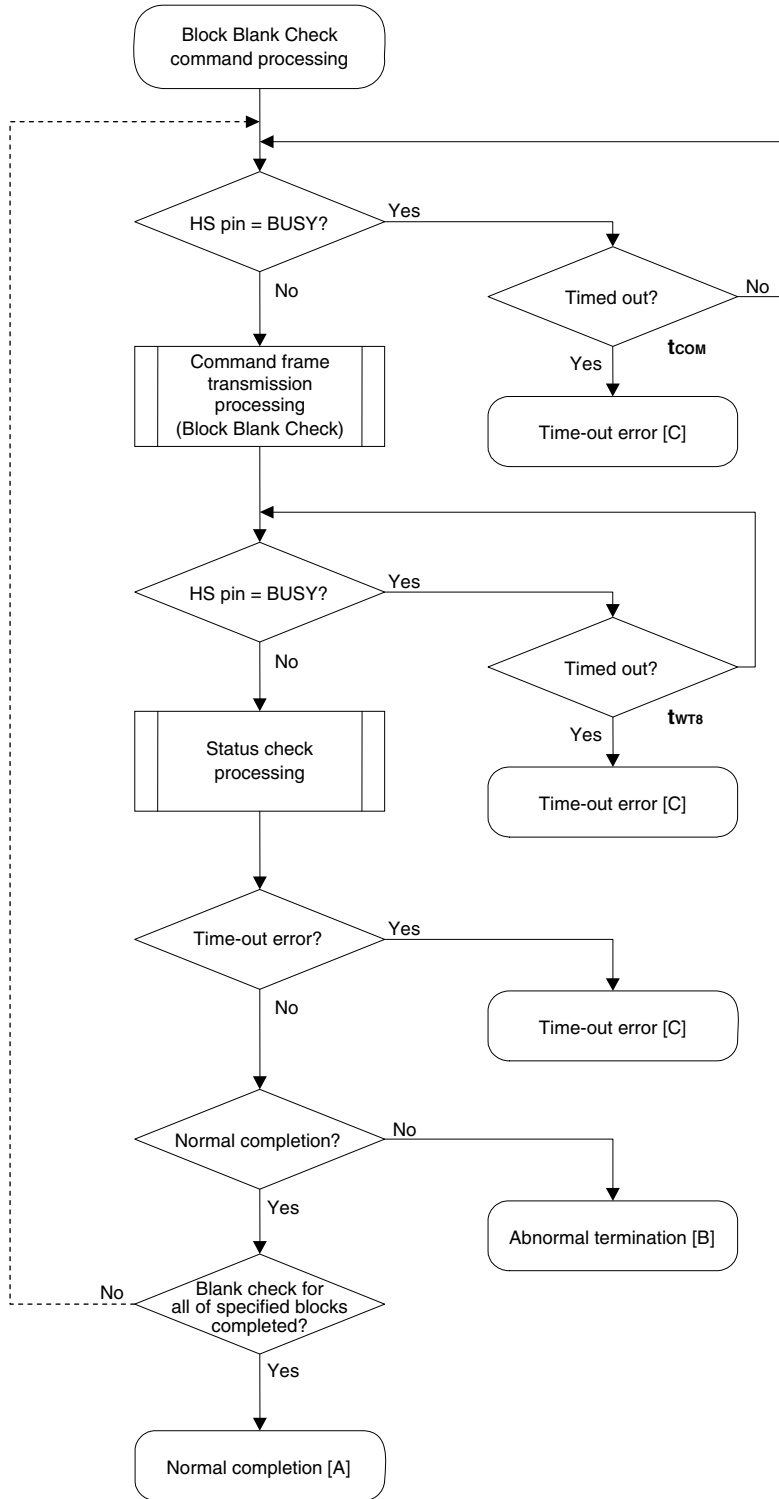 Block Blank Check
command processing
HS pin = BUSY?
Yes
No
Timed out?
No
tCOM
Yes
Time-out error [C]
Command frame
transmission
processing
(Block Blank Check)
HS pin = BUSY?
Yes
No
Timed out?
tWT8
Yes
Time-out error [C]
Status check
processing
Time-out error?
Yes
No
Time-out error [C]
Normal completion?
No
Yes
Abnormal termination [B]
Blank check for
all of specified blocks
completed?
No
Yes
Normal completion [A]